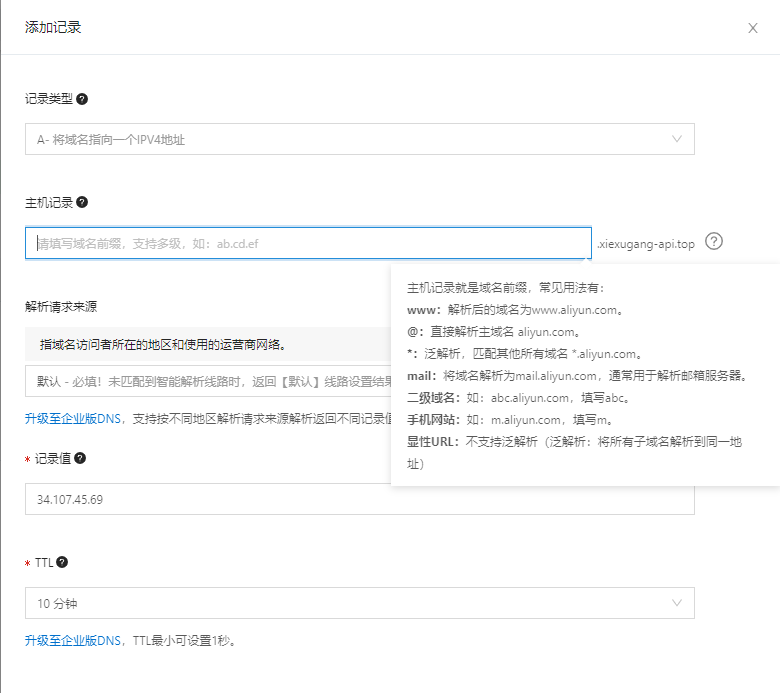 添加记录
记录类型
A- 将域名指向一个IPV4地址
主机记录
请填写域名前缀，支持多级，如：ab.cd.ef
.xiexugang-api.top
主机记录就是域名前缀，常见用法有：
www：解析后的域名为www.aliyun.com。
@：直接解析主域名 aliyun.com。
*：泛解析，匹配其他所有域名 *.aliyun.com。
mail：将域名解析为mail.aliyun.com，通常用于解析邮箱服务器。
二级域名：如：abc.aliyun.com，填写abc。
手机网站：如：m.aliyun.com，填写m。
显性URL：不支持泛解析（泛解析：将所有子域名解析到同一地
址）
解析请求来源
指域名访问者所在的地区和使用的运营商网络。
默认 - 必填！未匹配到智能解析线路时，返回【默认】线路设置结果
升级至企业版DNS，支持按不同地区解析请求来源解析返回不同记录值
* 记录值
34.107.45.69
* TTL
10 分钟
升级至企业版DNS，TTL最小可设置1秒。